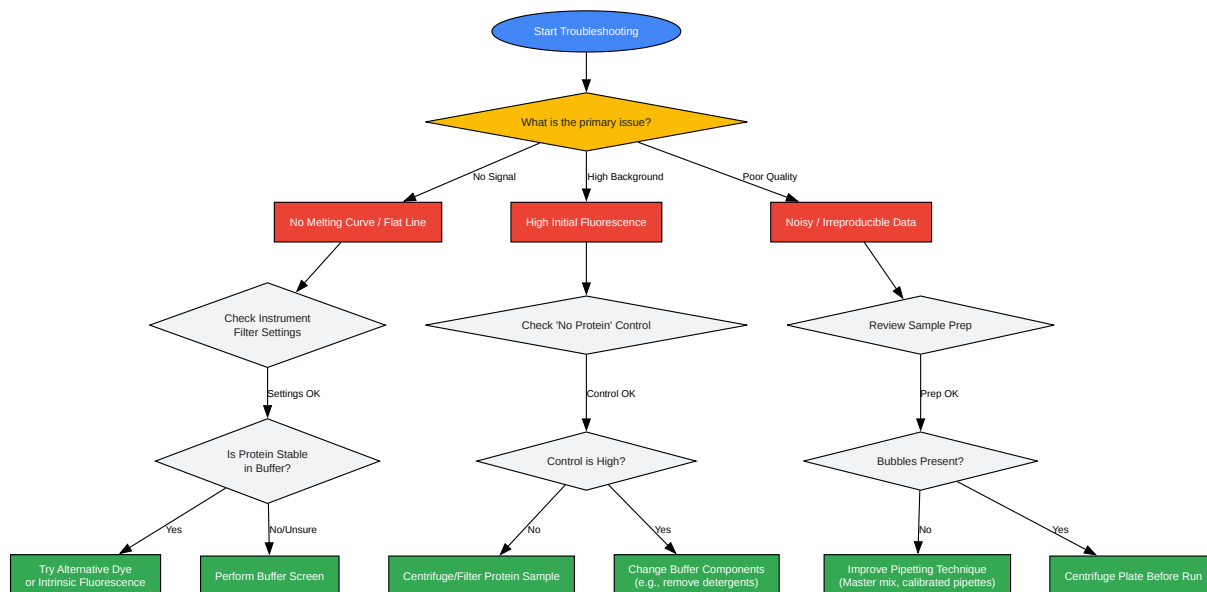 Start Troubleshooting
What is the primary issue?
No Signal
High Background
Poor Quality
No Melting Curve / Flat Line
High Initial Fluorescence
Noisy / Irreproducible Data
Check Instrument
Filter Settings
Check 'No Protein' Control
Review Sample Prep
Settings OK
Control OK
Prep OK
Is Protein Stable
in Buffer?
Control is High?
Bubbles Present?
Yes
No/Unsure
No
Yes
No
Yes
Try Alternative Dye
or Intrinsic Fluorescence
Perform Buffer Screen
Centrifuge/Filter Protein Sample
Change Buffer Components
(e.g., remove detergents)
Improve Pipetting Technique
(Master mix, calibrated pipettes)
Centrifuge Plate Before Run